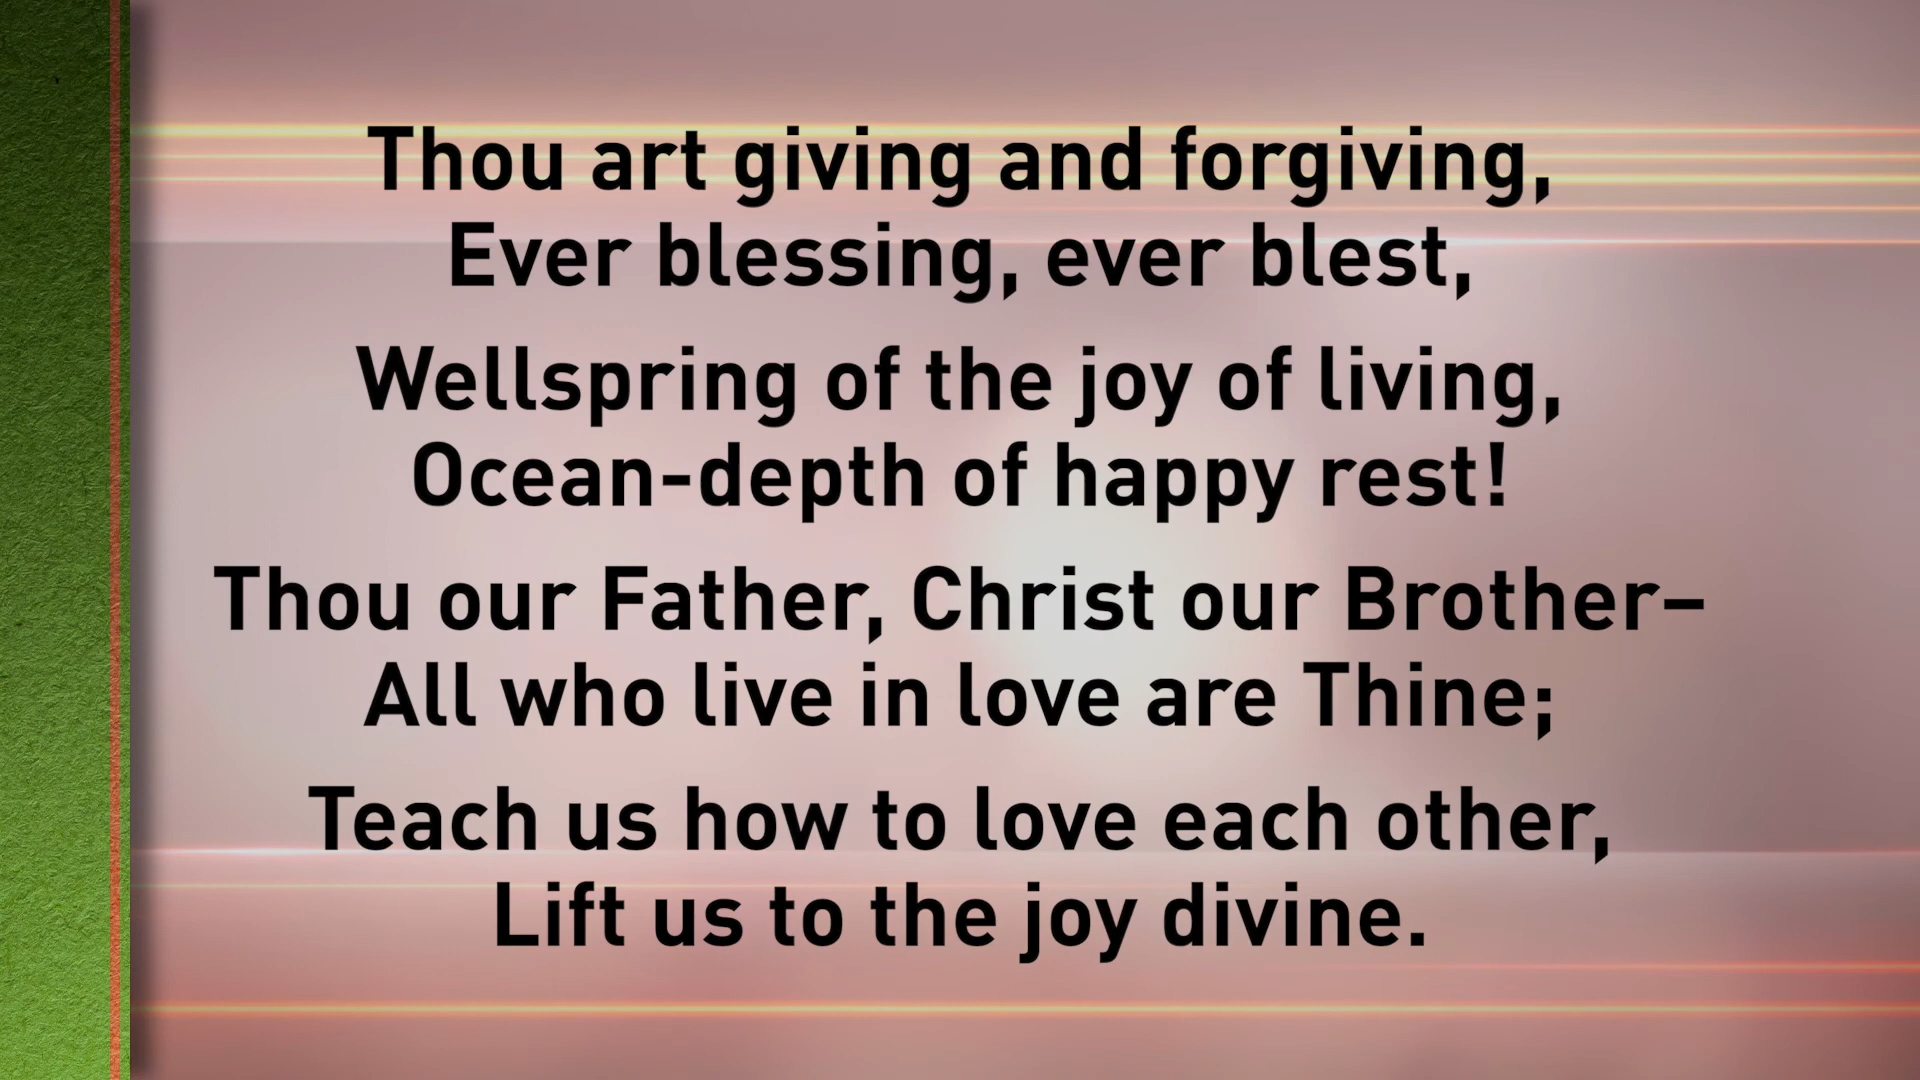 Thou art giving and forgiving,
Ever blessing, ever blest,
Wellspring of the joy of living,
Ocean-depth of happy rest!
Thou our Father, Christ our Brother–
All who live in love are Thine;
Teach us how to love each other,
Lift us to the joy divine.